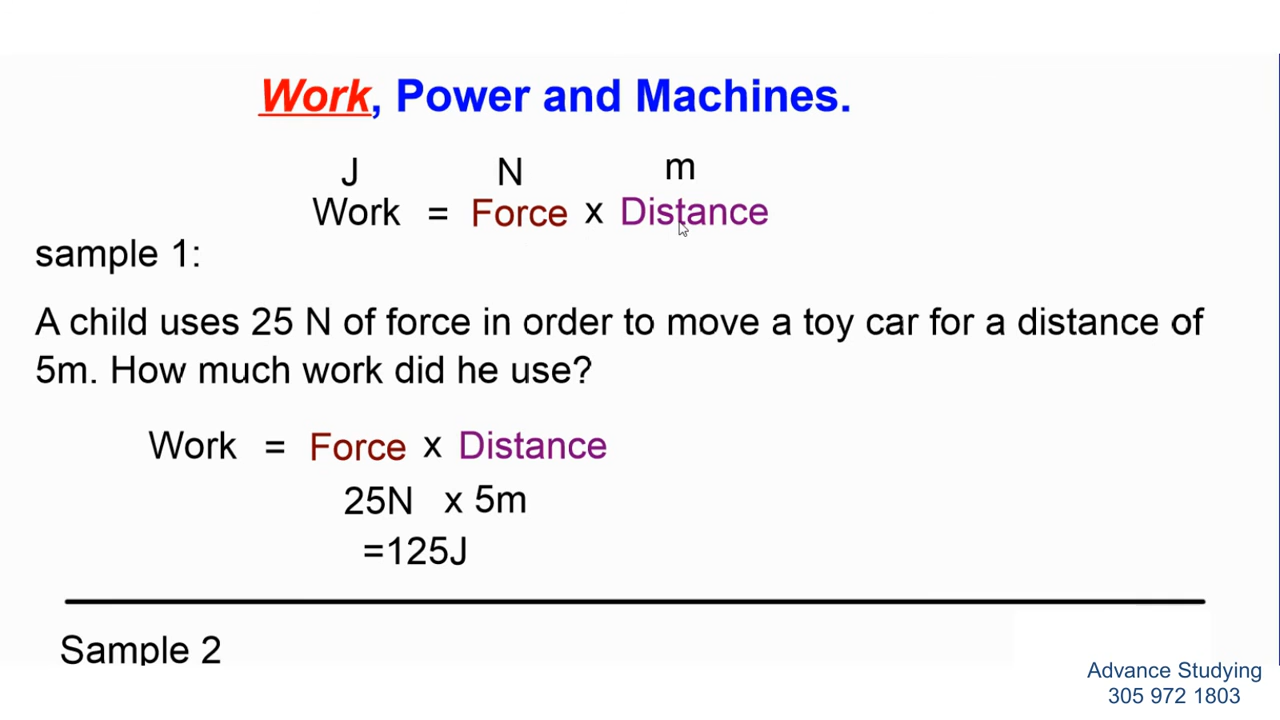 Work, Power and Machines.
J N m
Work = Force x Distance
sample 1:
A child uses 25 N of force in order to move a toy car for a distance of
5m. How much work did he use?
Work = Force x Distance
25N x 5m
=125J
Sample 2
Advance Studying
305 972 1803